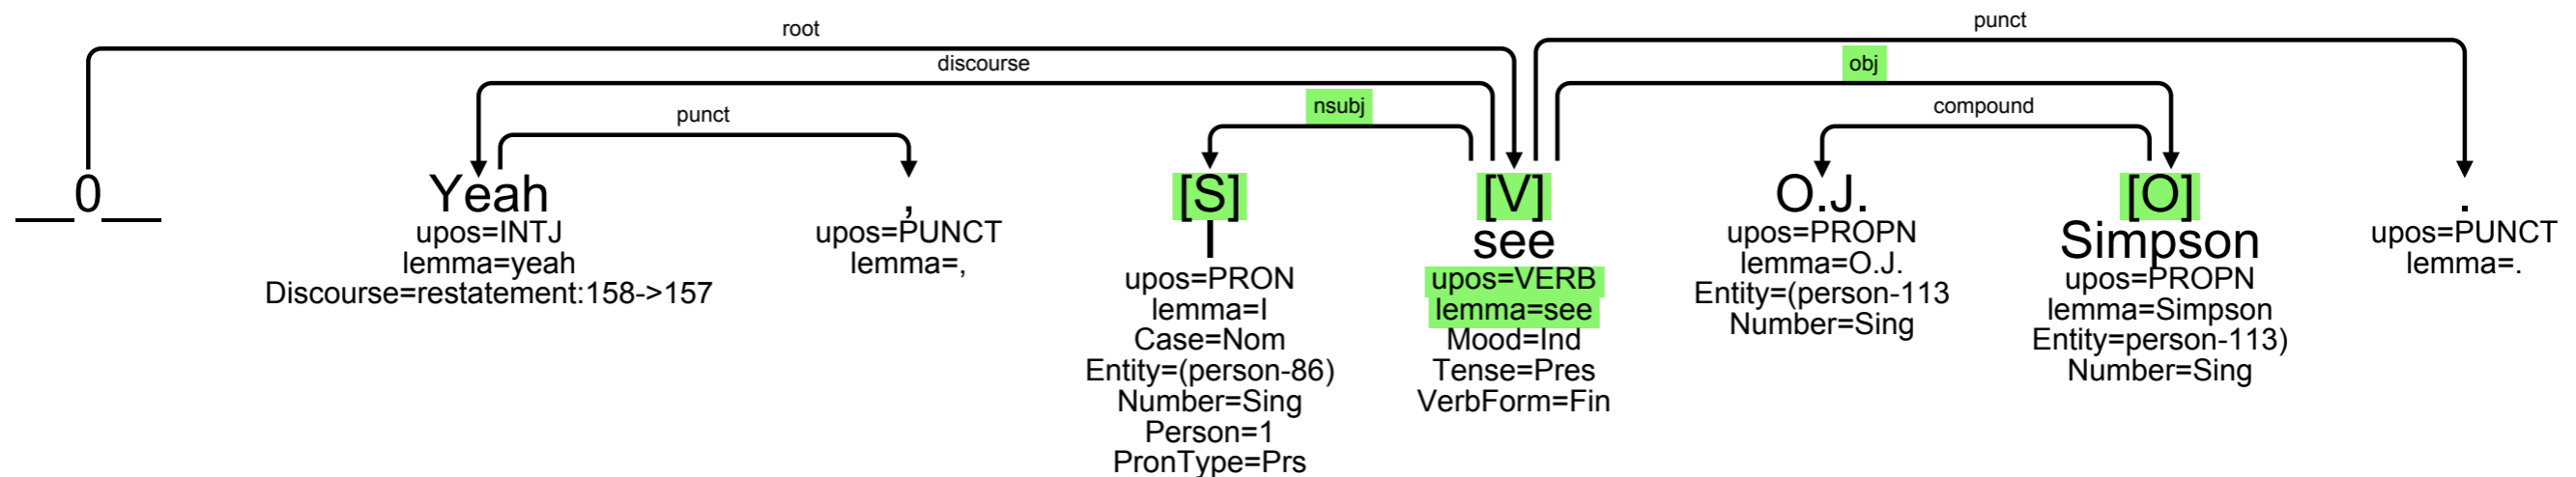 root
punct
discourse
obj
nsubj
compound
punct
__0__ Yeah , [S] [V] O.J. [O] .
upos=INTJ upos=PUNCT I see upos=PROPN Simpson upos=PUNCT
lemma=yeah lemma=, upos=PRON upos=VERB lemma=O.J. upos=PROPN lemma=.
Discourse=restatement:158->157 lemma=I lemma=see Entity=(person-113 lemma=Simpson
Case=Nom Mood=Ind Number=Sing Entity=person-113)
Entity=(person-86) Tense=Pres Number=Sing
Number=Sing VerbForm=Fin
Person=1
PronType=Prs